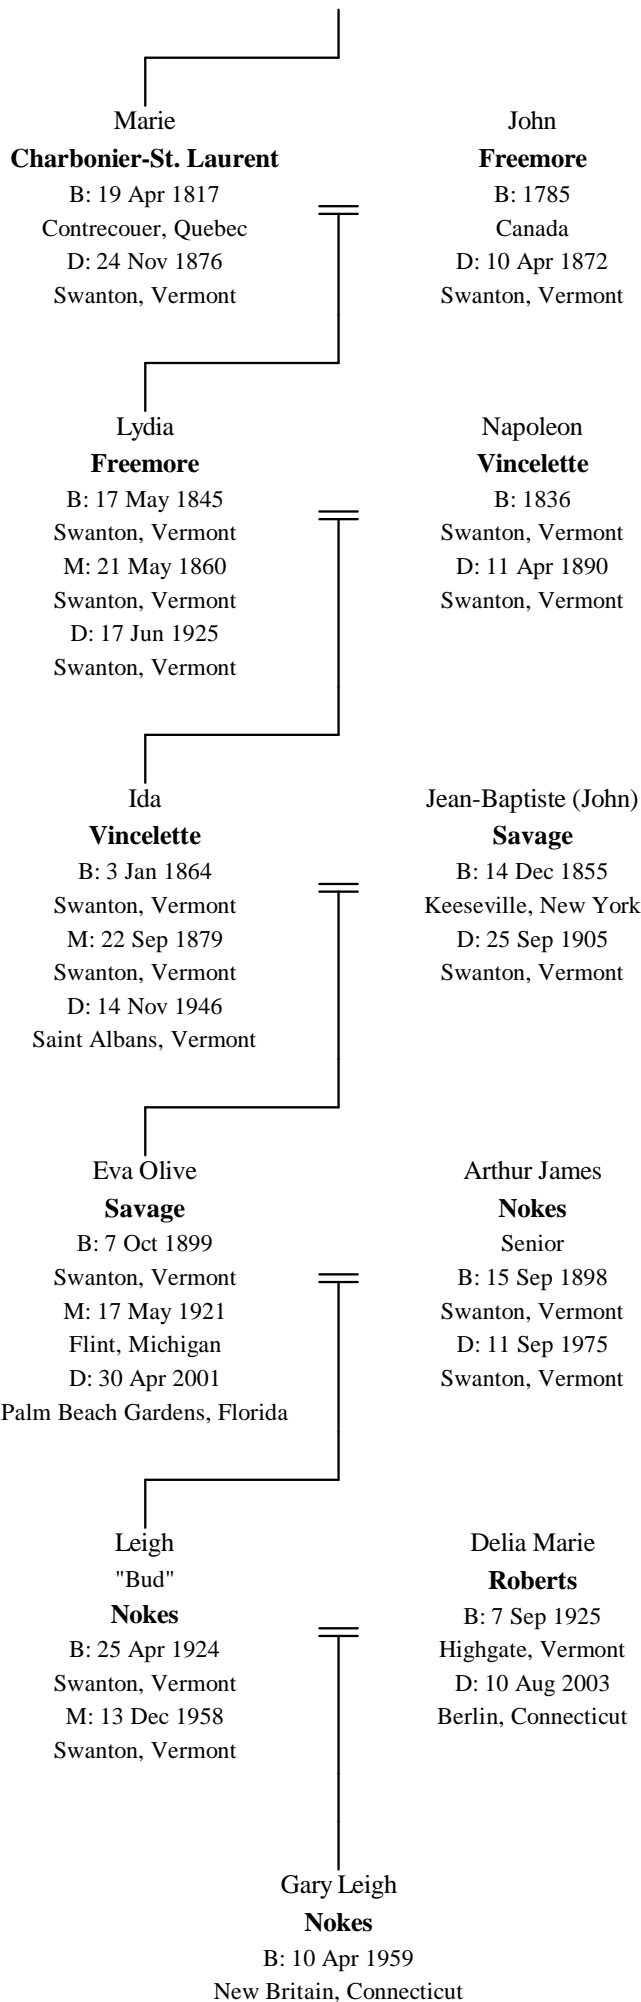 Marie
Charbonier-St. Laurent
B: 19 Apr 1817
Contrecouer, Quebec
D: 24 Nov 1876
Swanton, Vermont
John
Freemore
B: 1785
Canada
D: 10 Apr 1872
Swanton, Vermont
Lydia
Freemore
B: 17 May 1845
Swanton, Vermont
M: 21 May 1860
Swanton, Vermont
D: 17 Jun 1925
Swanton, Vermont
Napoleon
Vincelette
B: 1836
Swanton, Vermont
D: 11 Apr 1890
Swanton, Vermont
Ida
Vincelette
B: 3 Jan 1864
Swanton, Vermont
M: 22 Sep 1879
Swanton, Vermont
D: 14 Nov 1946
Saint Albans, Vermont
Jean-Baptiste (John)
Savage
B: 14 Dec 1855
Keeseville, New York
D: 25 Sep 1905
Swanton, Vermont
Eva Olive
Savage
B: 7 Oct 1899
Swanton, Vermont
M: 17 May 1921
Flint, Michigan
D: 30 Apr 2001
Palm Beach Gardens, Florida
Arthur James
Nokes
Senior
B: 15 Sep 1898
Swanton, Vermont
D: 11 Sep 1975
Swanton, Vermont
Leigh
"Bud"
Nokes
B: 25 Apr 1924
Swanton, Vermont
M: 13 Dec 1958
Swanton, Vermont
Delia Marie
Roberts
B: 7 Sep 1925
Highgate, Vermont
D: 10 Aug 2003
Berlin, Connecticut
Gary Leigh
Nokes
B: 10 Apr 1959
New Britain, Connecticut